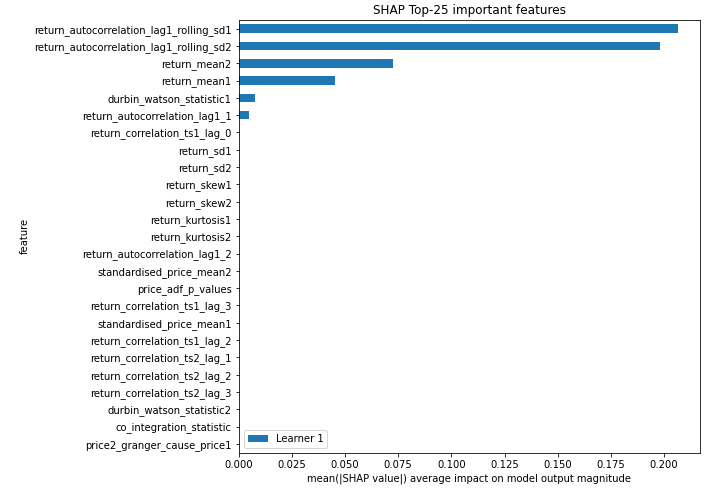 SHAP Top-25 important features
return_autocorrelation_lag1_rolling_sd1
return_autocorrelation_lag1_rolling_sd2
return_mean2
return_mean1
durbin_watson_statistic1
return_autocorrelation_lag1_1
return_correlation_ts1_lag_0
return_sd1
return_sd2
return_skew1
return_skew2
return_kurtosis1
return_kurtosis2
return_autocorrelation_lag1_2
standardised_price_mean2
price_adf_p_values
return_correlation_ts1_lag_3
standardised_price_mean1
return_correlation_ts1_lag_2
return_correlation_ts2_lag_1
return_correlation_ts2_lag_2
return_correlation_ts2_lag_3
durbin_watson_statistic2
co_integration_statistic
price2_granger_cause_price1
feature
Learner 1
0.000 0.025 0.050 0.075 0.100 0.125 0.150 0.175 0.200
mean(|SHAP value|) average impact on model output magnitude